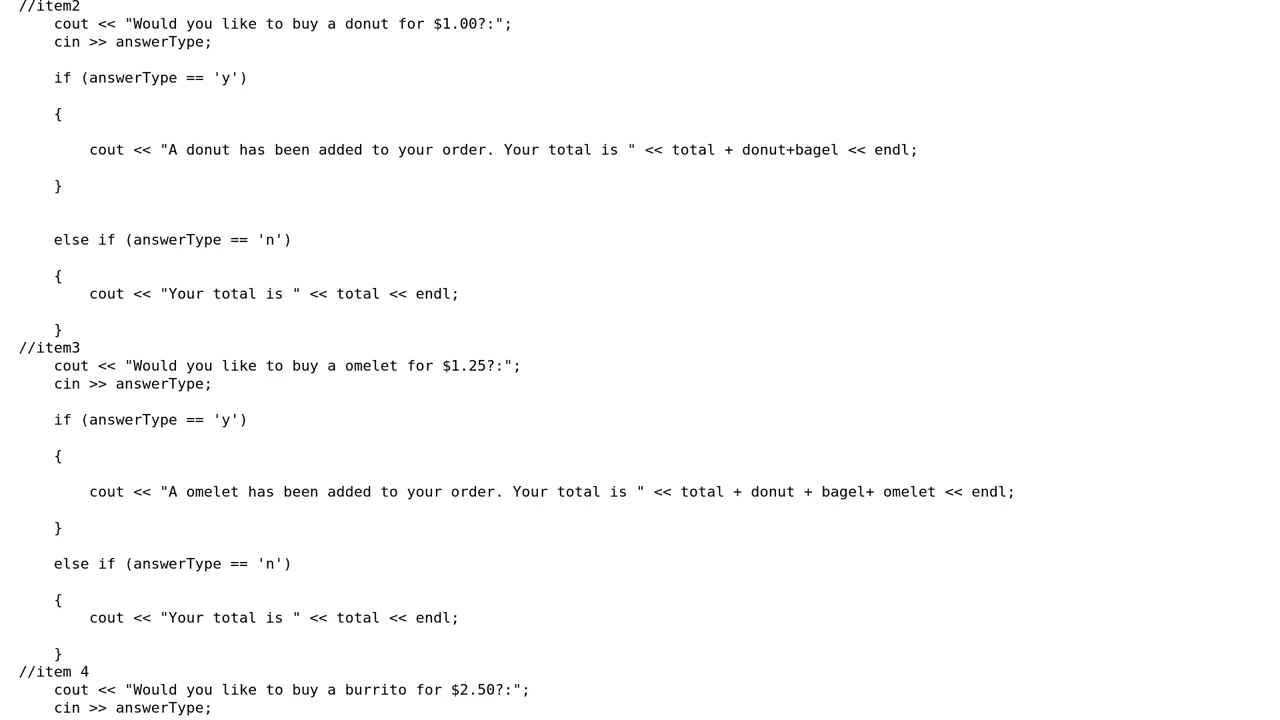 //item2
    cout << "Would you like to buy a donut for $1.00?:";
    cin >> answerType;
    if (answerType == 'y')
    {
        cout << "A donut has been added to your order. Your total is " << total + donut+bagel << endl;
    }
    else if (answerType == 'n')
    {
        cout << "Your total is " << total << endl;
    }
//item3
    cout << "Would you like to buy a omelet for $1.25?:";
    cin >> answerType;
    if (answerType == 'y')
    {
        cout << "A omelet has been added to your order. Your total is " << total + donut + bagel+ omelet << endl;
    }
    else if (answerType == 'n')
    {
        cout << "Your total is " << total << endl;
    }
//item 4
    cout << "Would you like to buy a burrito for $2.50?:";
    cin >> answerType;